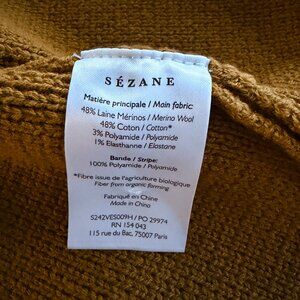 SÉZANE
Matière principale / Main fabric:
48% Laine Mérinos / Merino Wool
48% Coton / Cotton*
3% Polyamide / Polyamide
1% Elasthanne / Elastane
Bande / Stripe:
100% Polyamide / Polyamide
*Fibre issue de l'agriculture biologique
Fiber from organic farming
Fabriqué en Chine
Made in China
S242VES009H / PO 29974
RN 154 043
115 rue du Bac, 75007 Paris